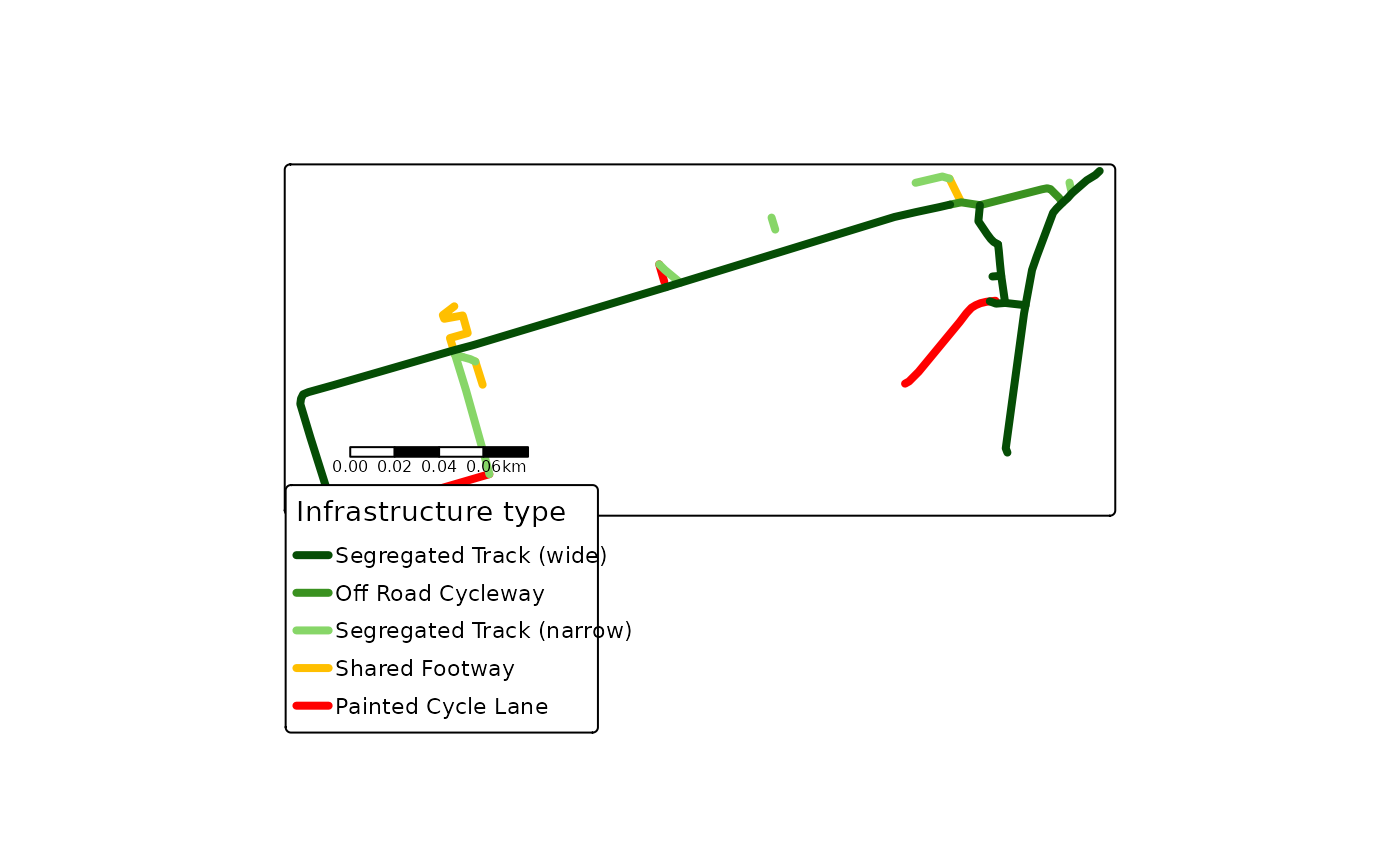 0.00 0.02 0.04 0.06km
Infrastructure type
Segregated Track (wide)
Off Road Cycleway
Segregated Track (narrow)
Shared Footway
Painted Cycle Lane